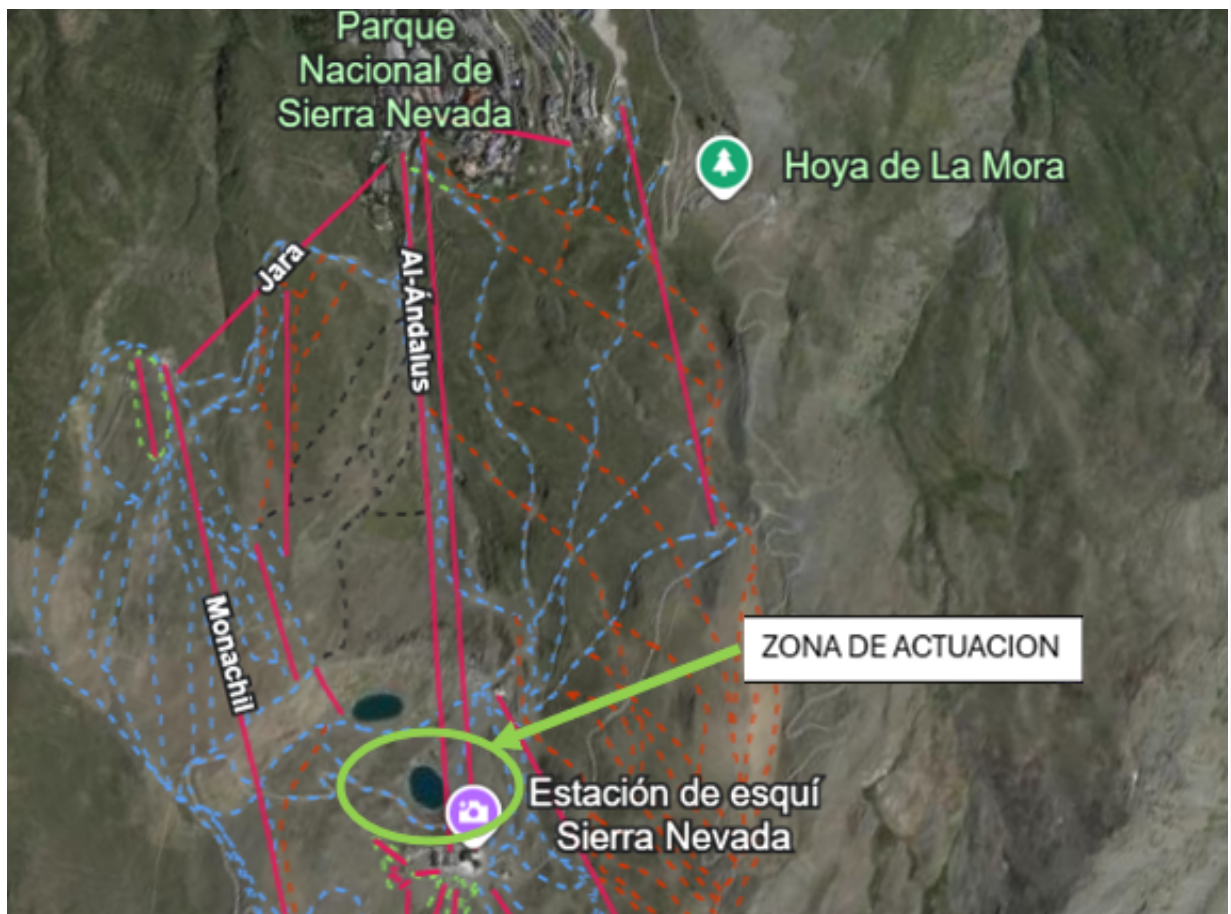 Parque
Nacional de
Sierra Nevada
Hoya de La Mora
Jara
Al-Ándalus
Monachil
ZONA DE ACTUACION
Estación de esquí
Sierra Nevada